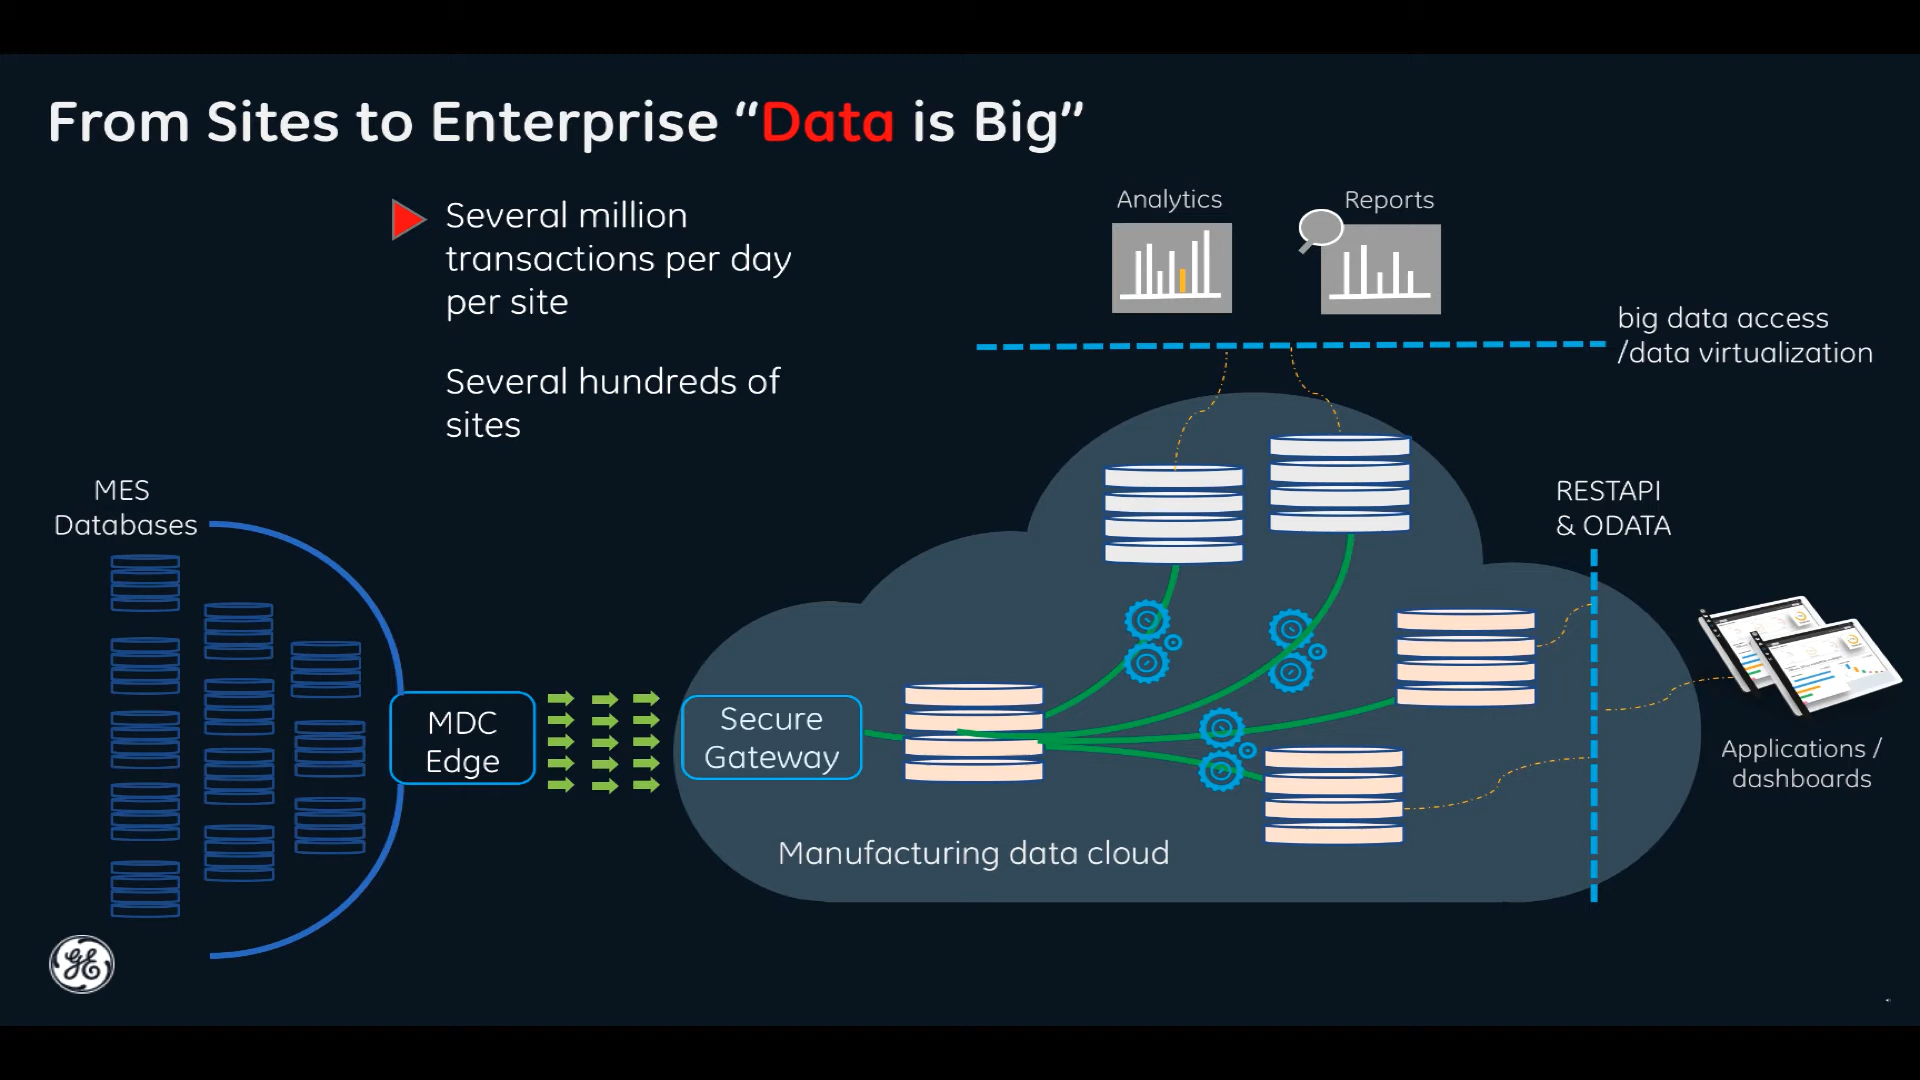 From Sites to Enterprise “Data is Big”
Several million
transactions per day
per site
Several hundreds of
sites
Analytics
Reports
big data access
/data virtualization
MES
Databases
RESTAPI
& ODATA
MDC
Edge
Secure
Gateway
Manufacturing data cloud
Applications /
dashboards
GE